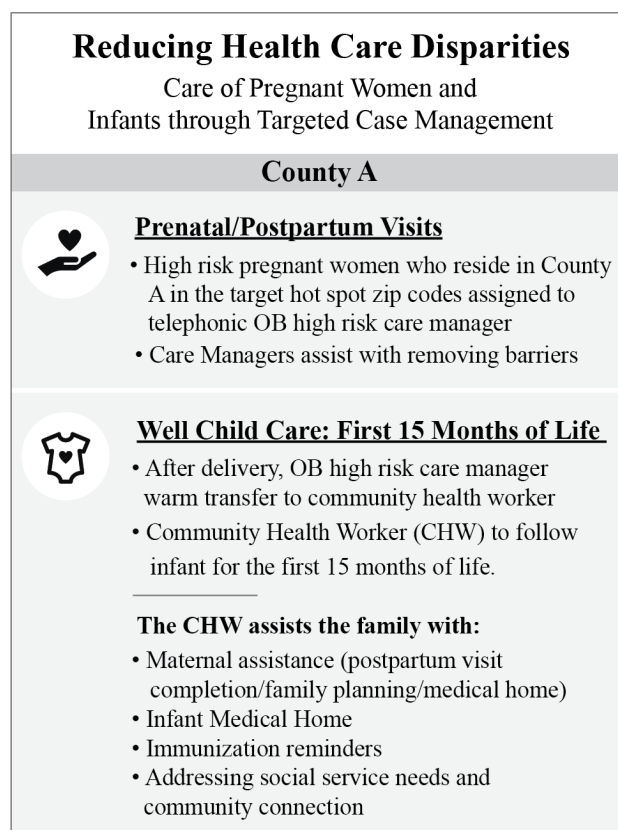 Reducing Health Care Disparities
Care of Pregnant Women and
Infants through Targeted Case Management
County A
Prenatal/Postpartum Visits
• High risk pregnant women who reside in County
A in the target hot spot zip codes assigned to
telephonic OB high risk care manager
• Care Managers assist with removing barriers
Well Child Care: First 15 Months of Life
• After delivery, OB high risk care manager
warm transfer to community health worker
• Community Health Worker (CHW) to follow
infant for the first 15 months of life.
The CHW assists the family with:
• Maternal assistance (postpartum visit
completion/family planning/medical home)
• Infant Medical Home
• Immunization reminders
• Addressing social service needs and
community connection